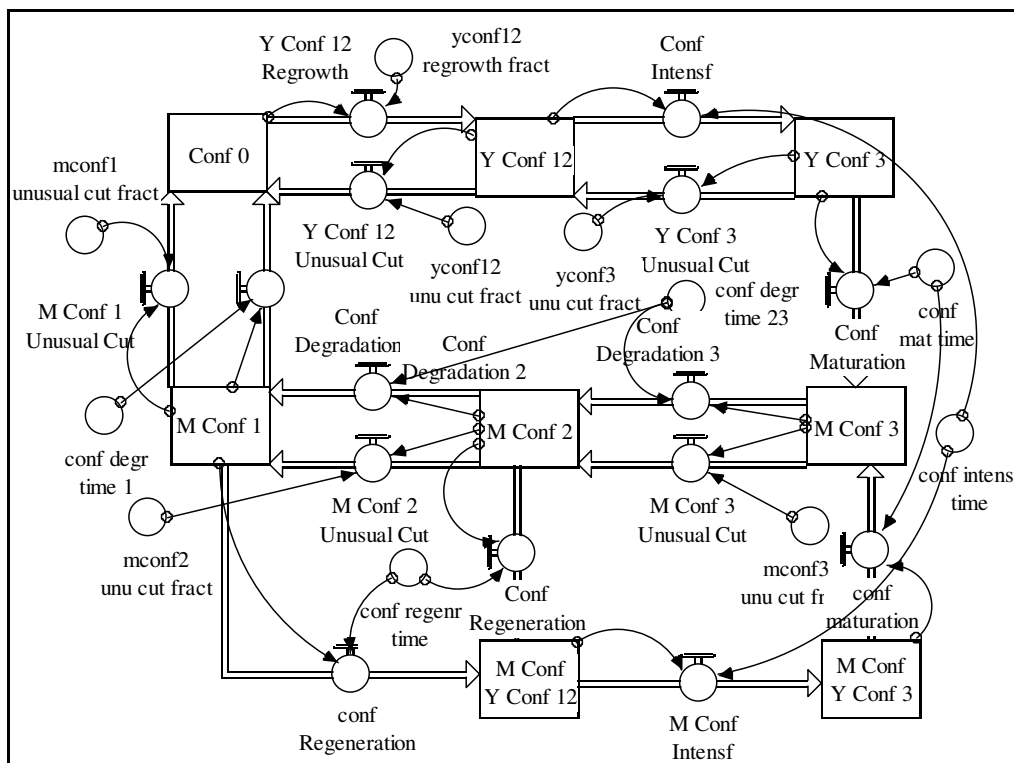 Y Conf 12
Regrowth
yconf12
regrowth fract
Conf
Intensf
Conf 0
Y Conf 12
Y Conf 3
mconf1
unusual cut fract
Y Conf 12
Unusual Cut
yconf12
unu cut fract
yconf3
unu cut fract
Y Conf 3
Unusual Cut
conf degr
time 23
M Conf 1
Unusual Cut
Conf
Degradation
Conf
Degradation 2
Conf
Degradation 3
Conf
Maturation
conf
mat time
M Conf 1
M Conf 2
M Conf 3
conf degr
time 1
conf intens
time
mconf2
unu cut fract
M Conf 2
Unusual Cut
M Conf 3
Unusual Cut
mconf3
unu cut fr
conf
maturation
conf regenr
time
Conf
Regeneration
M Conf
Y Conf 12
M Conf
Y Conf 3
conf
Regeneration
M Conf
Intensf